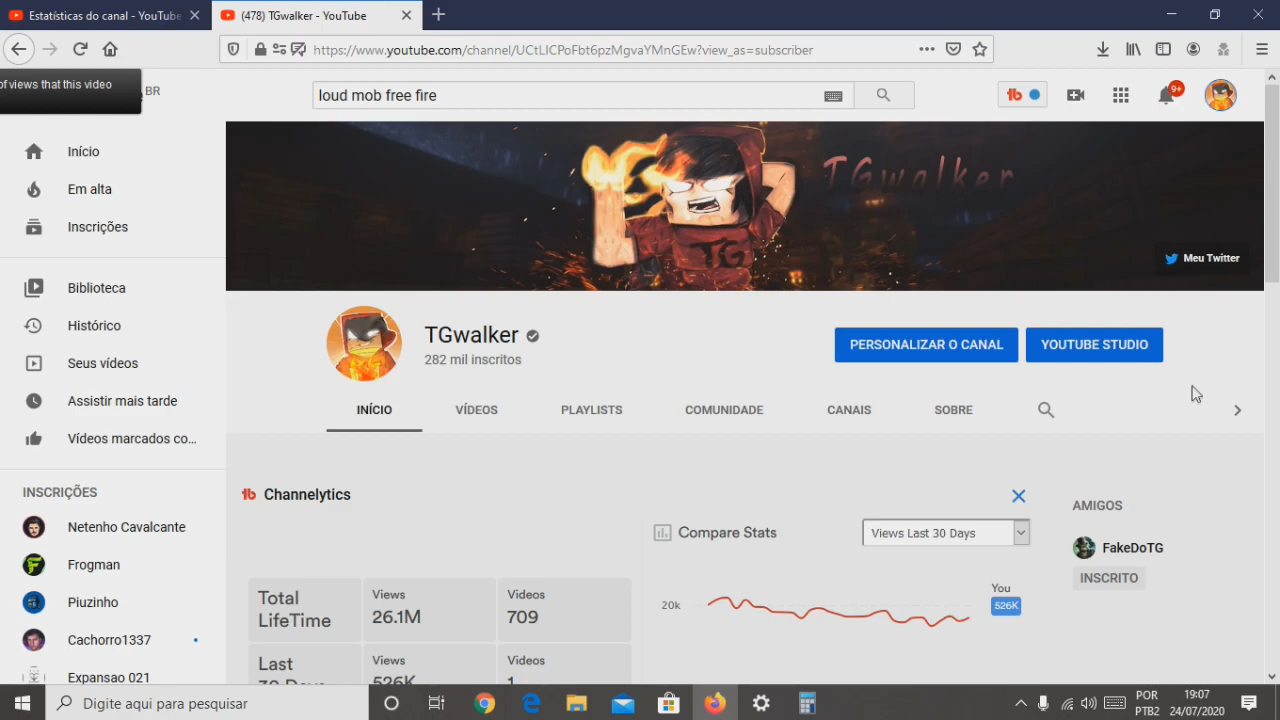 Estatísticas do canal - YouTube
(478) TGwalker - YouTube
https://www.youtube.com/channel/UCtLICPoFbt6pzMgvaYMnGEw?view_as=subscriber
of views that this video
BR
loud mob free fire
9+
TGwalker
TG
Meu Twitter
Início
Em alta
Inscrições
Biblioteca
Histórico
Seus vídeos
Assistir mais tarde
Vídeos marcados co...
INSCRIÇÕES
Netenho Cavalcante
Frogman
Piuzinho
Cachorro1337
Expansao 021
TGwalker
282 mil inscritos
PERSONALIZAR O CANAL
YOUTUBE STUDIO
INÍCIO VÍDEOS PLAYLISTS COMUNIDADE CANAIS SOBRE
Channelytics
Compare Stats
Views Last 30 Days
Total LifeTime
Views
26.1M
Videos
709
Last
30 Days
Views
526K
Videos
1
20k
You
526K
AMIGOS
FakeDoTG
INSCRITO
Digite aqui para pesquisar
POR
PTB2
19:07
24/07/2020